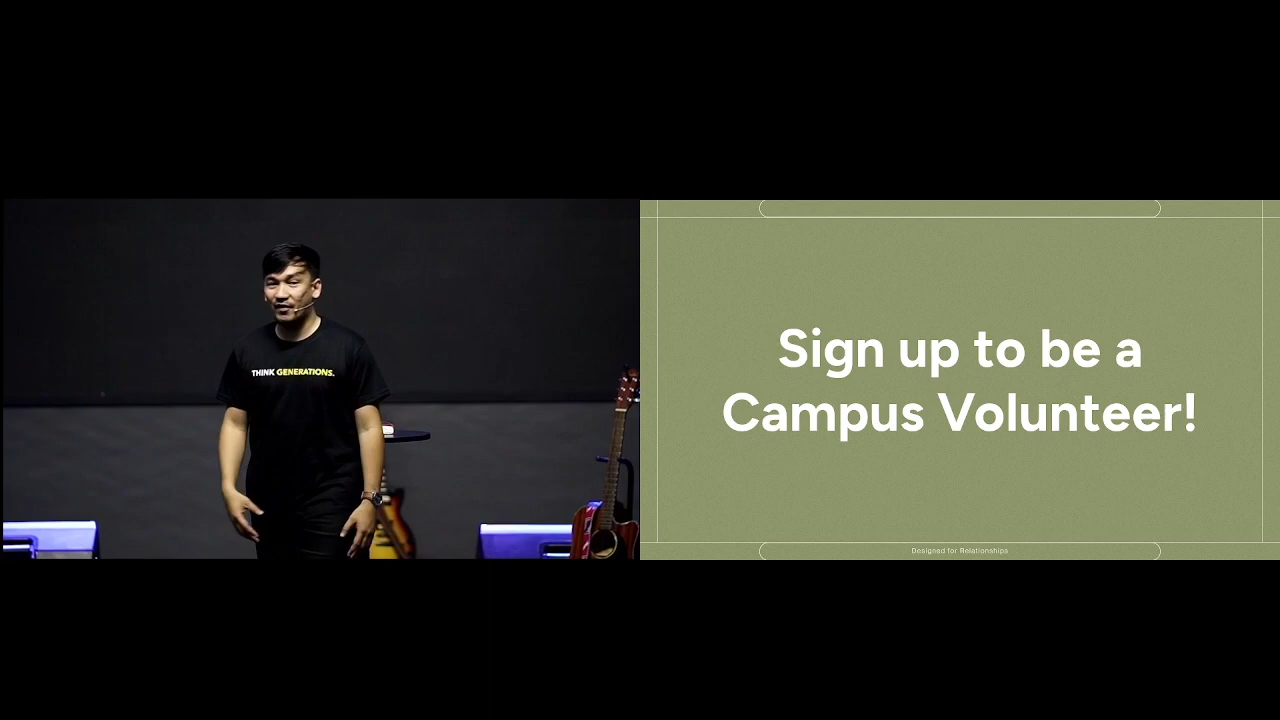 THINK GENERATIONS.
Sign up to be a
Campus Volunteer!
Designed for Relationships